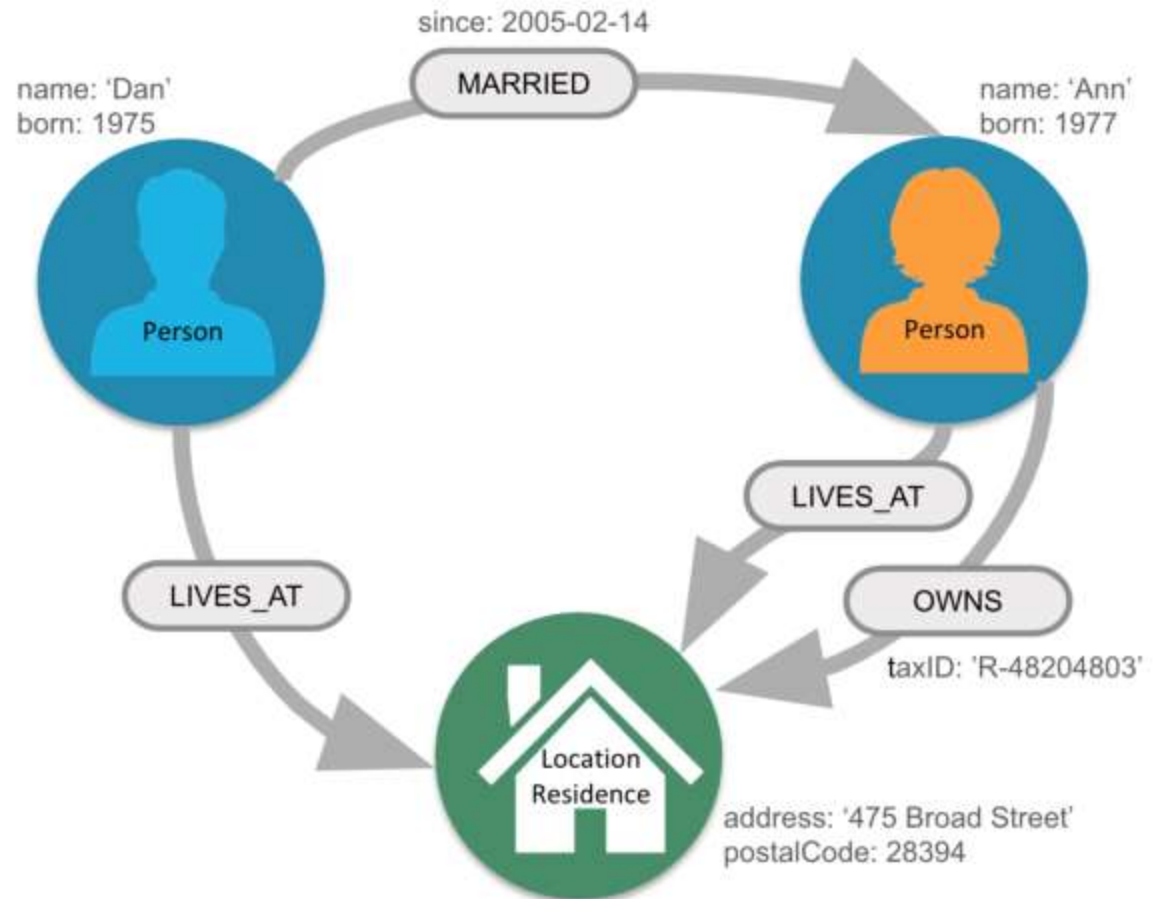 since: 2005-02-14
MARRIED
name: ‘Dan’
born: 1975
name: ‘Ann’
born: 1977
Person
Person
LIVES_AT
LIVES_AT
OWNS
taxID: ’R-48204803’
Location
Residence
address: ‘475 Broad Street’
postalCode: 28394